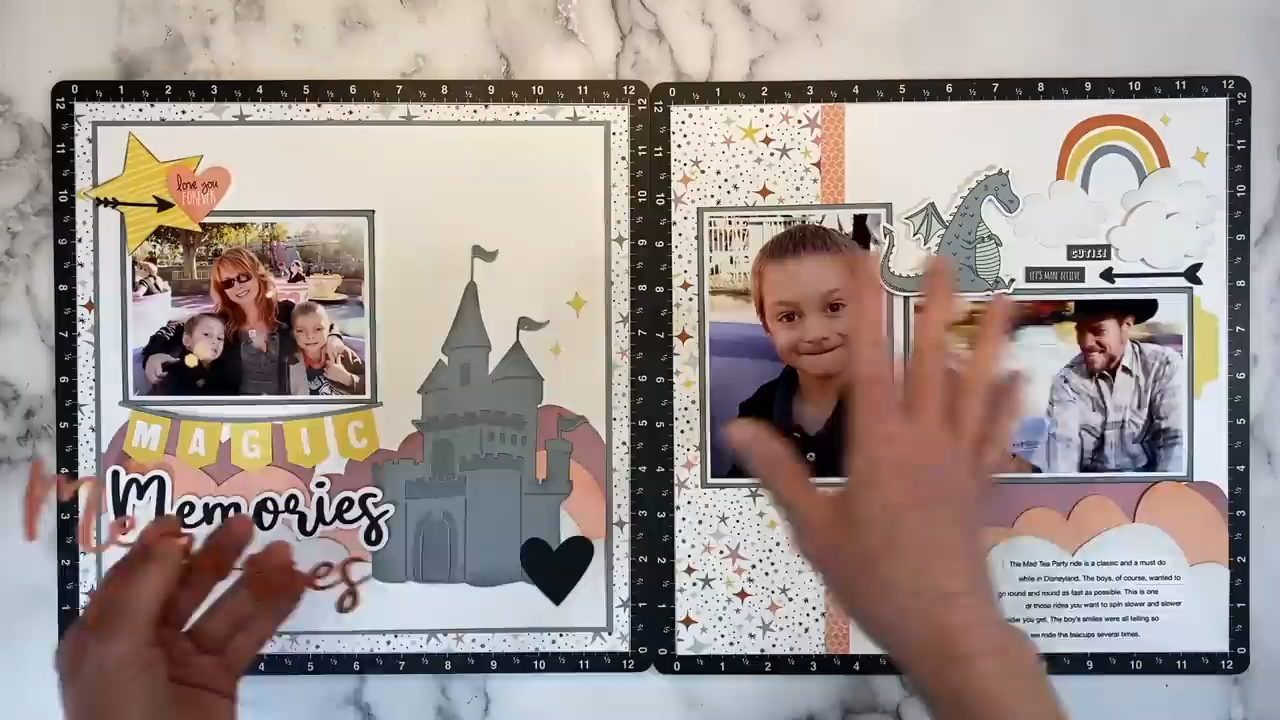 love you
FOREVER
MAGIC
Memories
CUTIE!
LET'S MAKE BELIEVE
The Mad Tea Party ride is a classic and a must do
while in Disneyland. The boys, of course, wanted to
round and round as fast as possible. This is one
of those rides you want to spin slower and slower
you get. The boy's smiles were all telling so
rode the teacups several times.